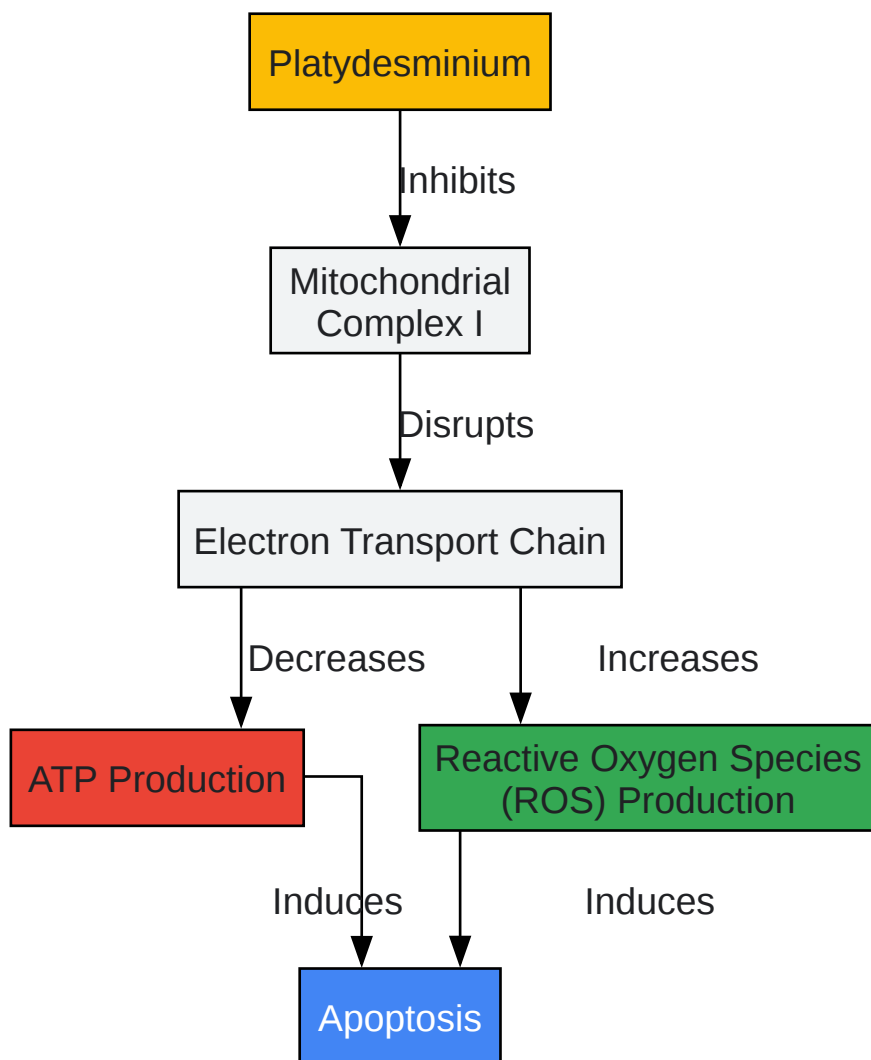 Platydesminium
Inhibits
Mitochondrial
Complex I
Disrupts
Electron Transport Chain
Decreases
Increases
ATP Production
Reactive Oxygen Species
(ROS) Production
Induces
Induces
Apoptosis